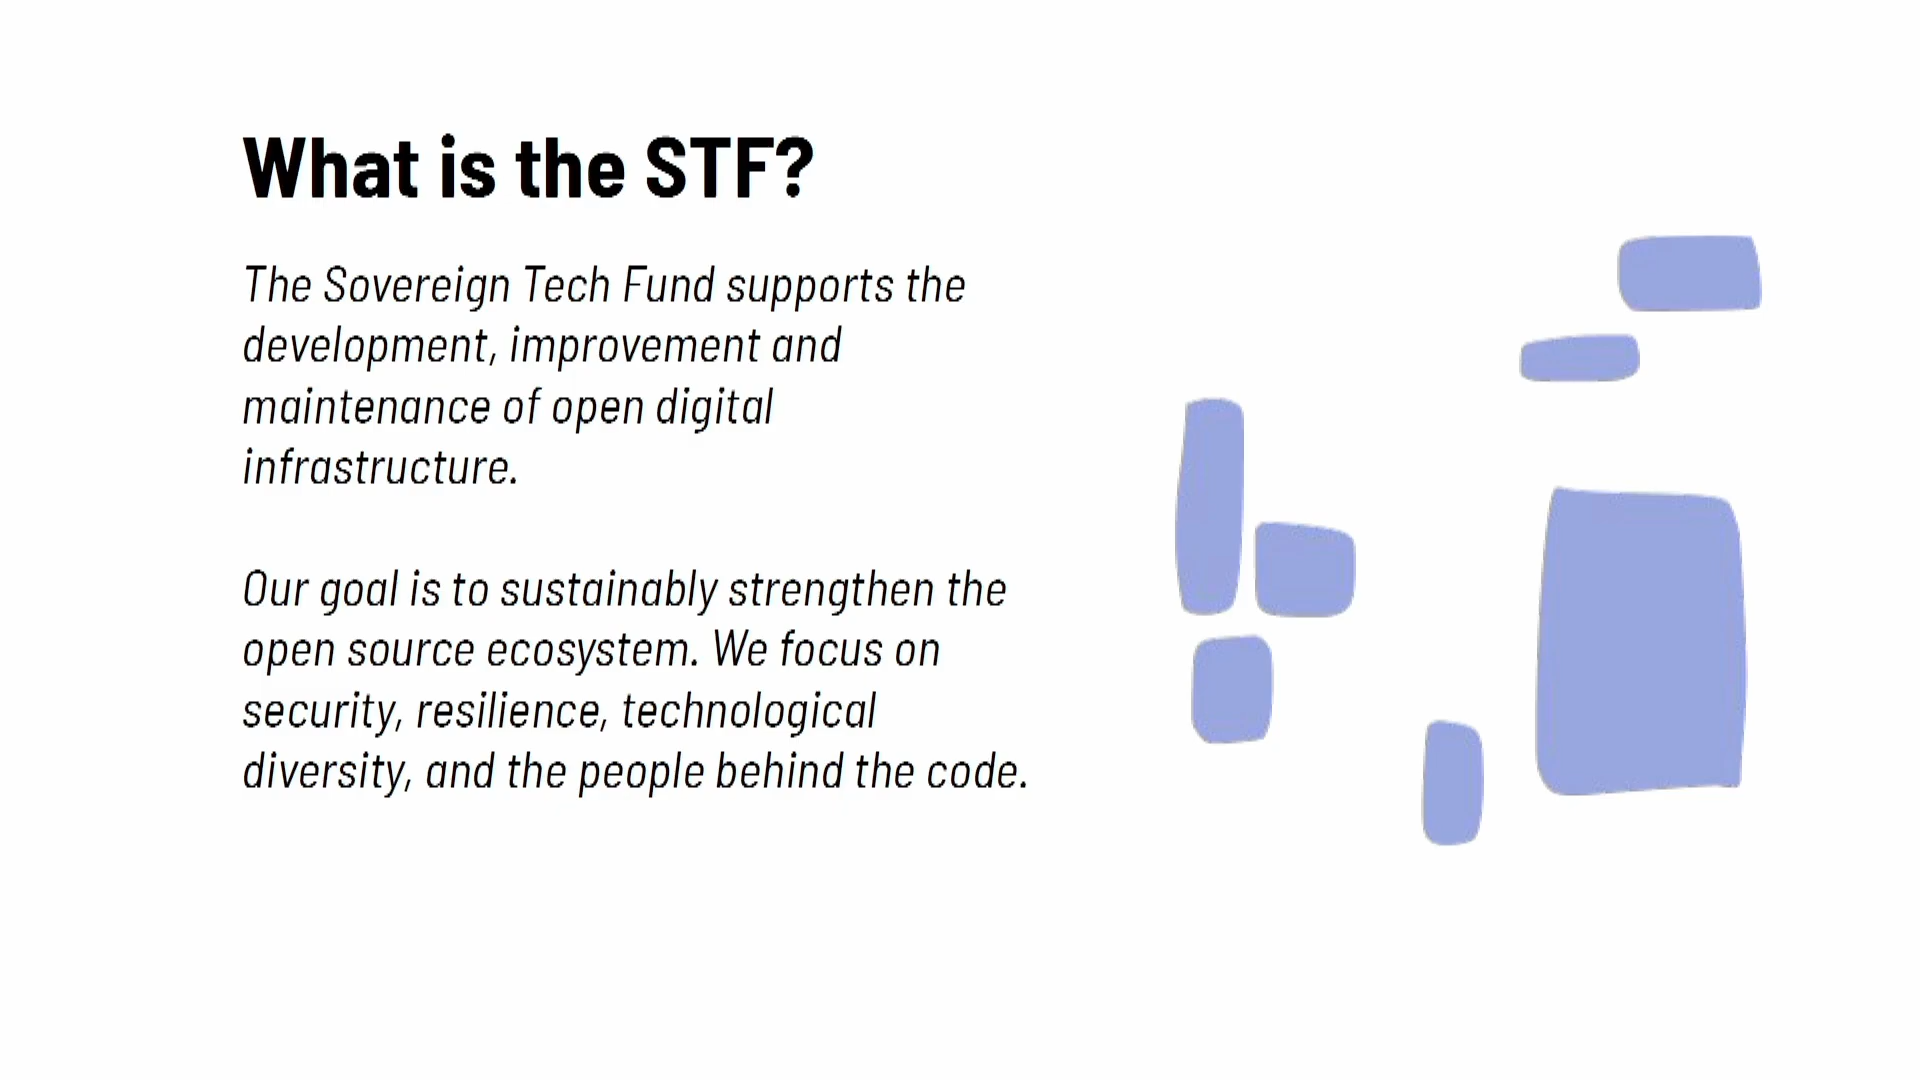 What is the STF?
The Sovereign Tech Fund supports the
development, improvement and
maintenance of open digital
infrastructure.
Our goal is to sustainably strengthen the
open source ecosystem. We focus on
security, resilience, technological
diversity, and the people behind the code.